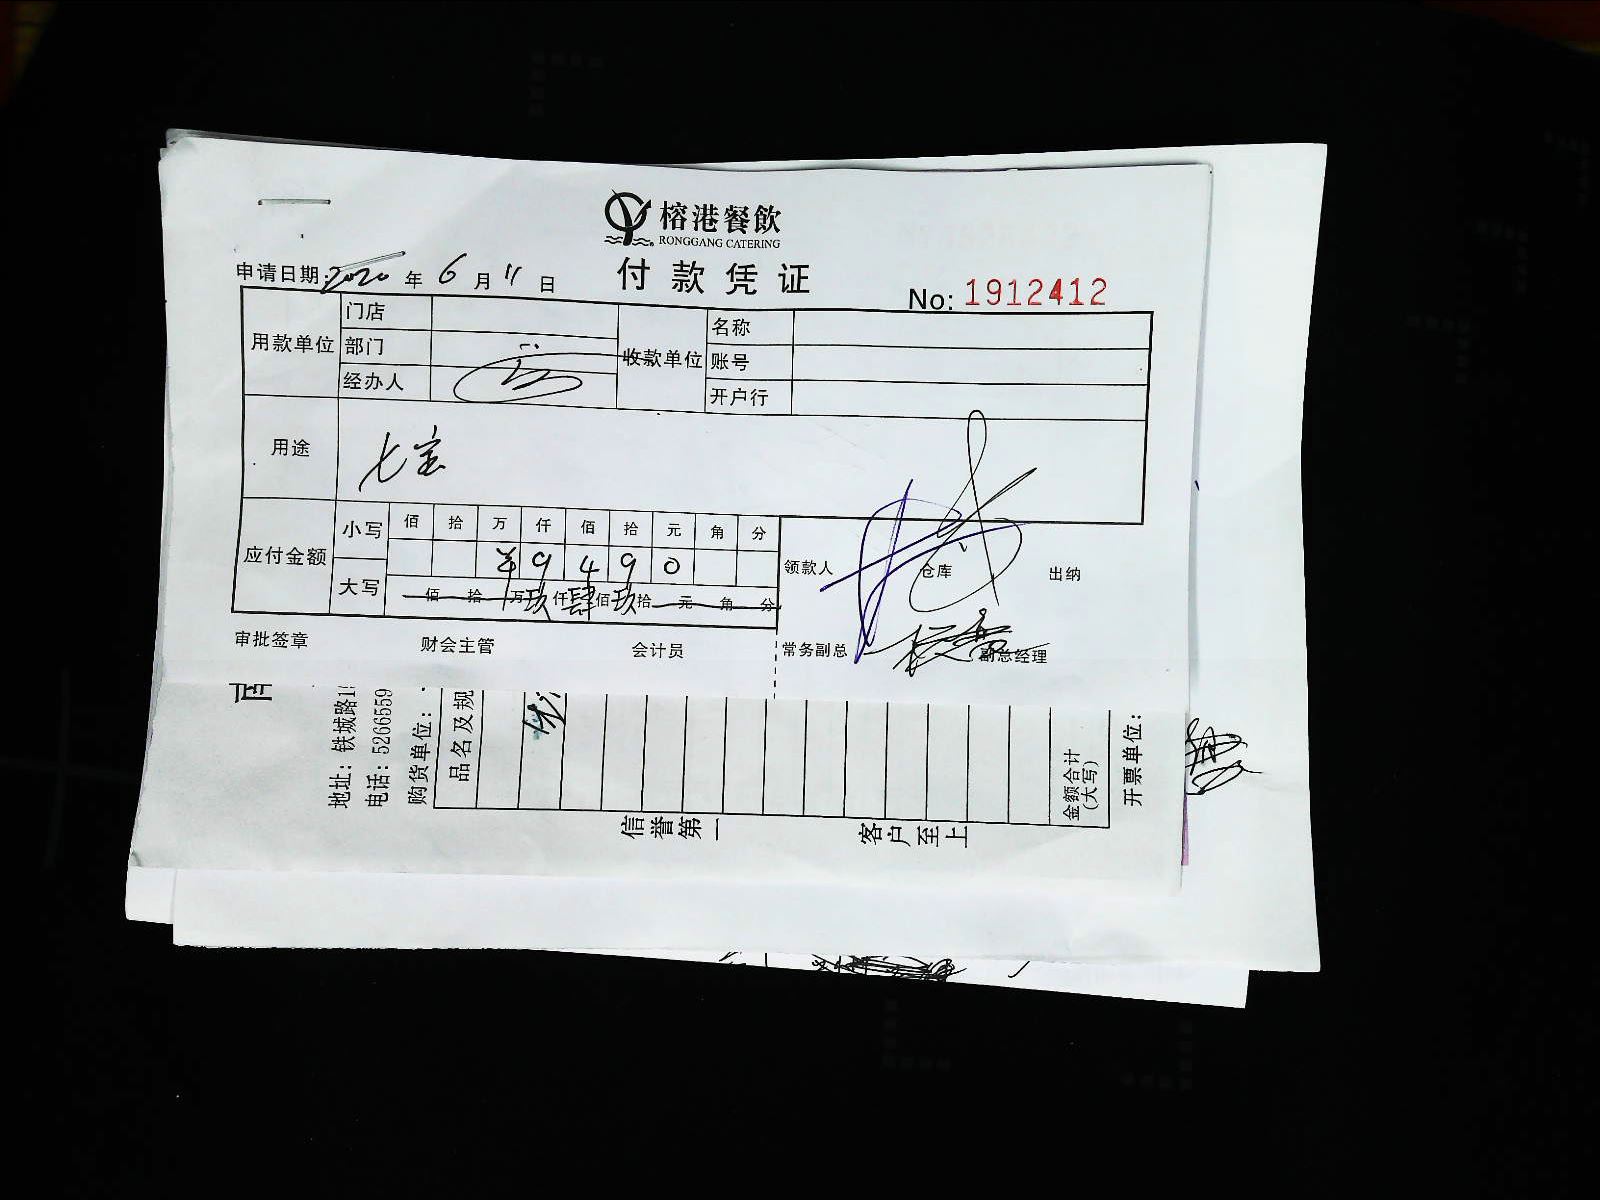 榕港餐飲
RONGGANG CATERING
付款凭证
申请日期: 2020 年 6 月 11 日
No: 1912412
用款单位 门店 收款单位 名称
部门 账号
经办人 开户行
用途 七宝
应付金额 小写 佰 拾 万 仟 佰 拾 元 角 分
¥ 9 4 9 0
大写 佰 拾 万 玖 仟 肆 佰 玖 拾 元 角 分
领款人 仓库 出纳
审批签章 财会主管 会计员 常务副总 副总经理
地址: 铁城路1
电话: 5266559
购货单位:
品名及规
金额合计
(大写)
开票单位:
信誉第一 客户至上